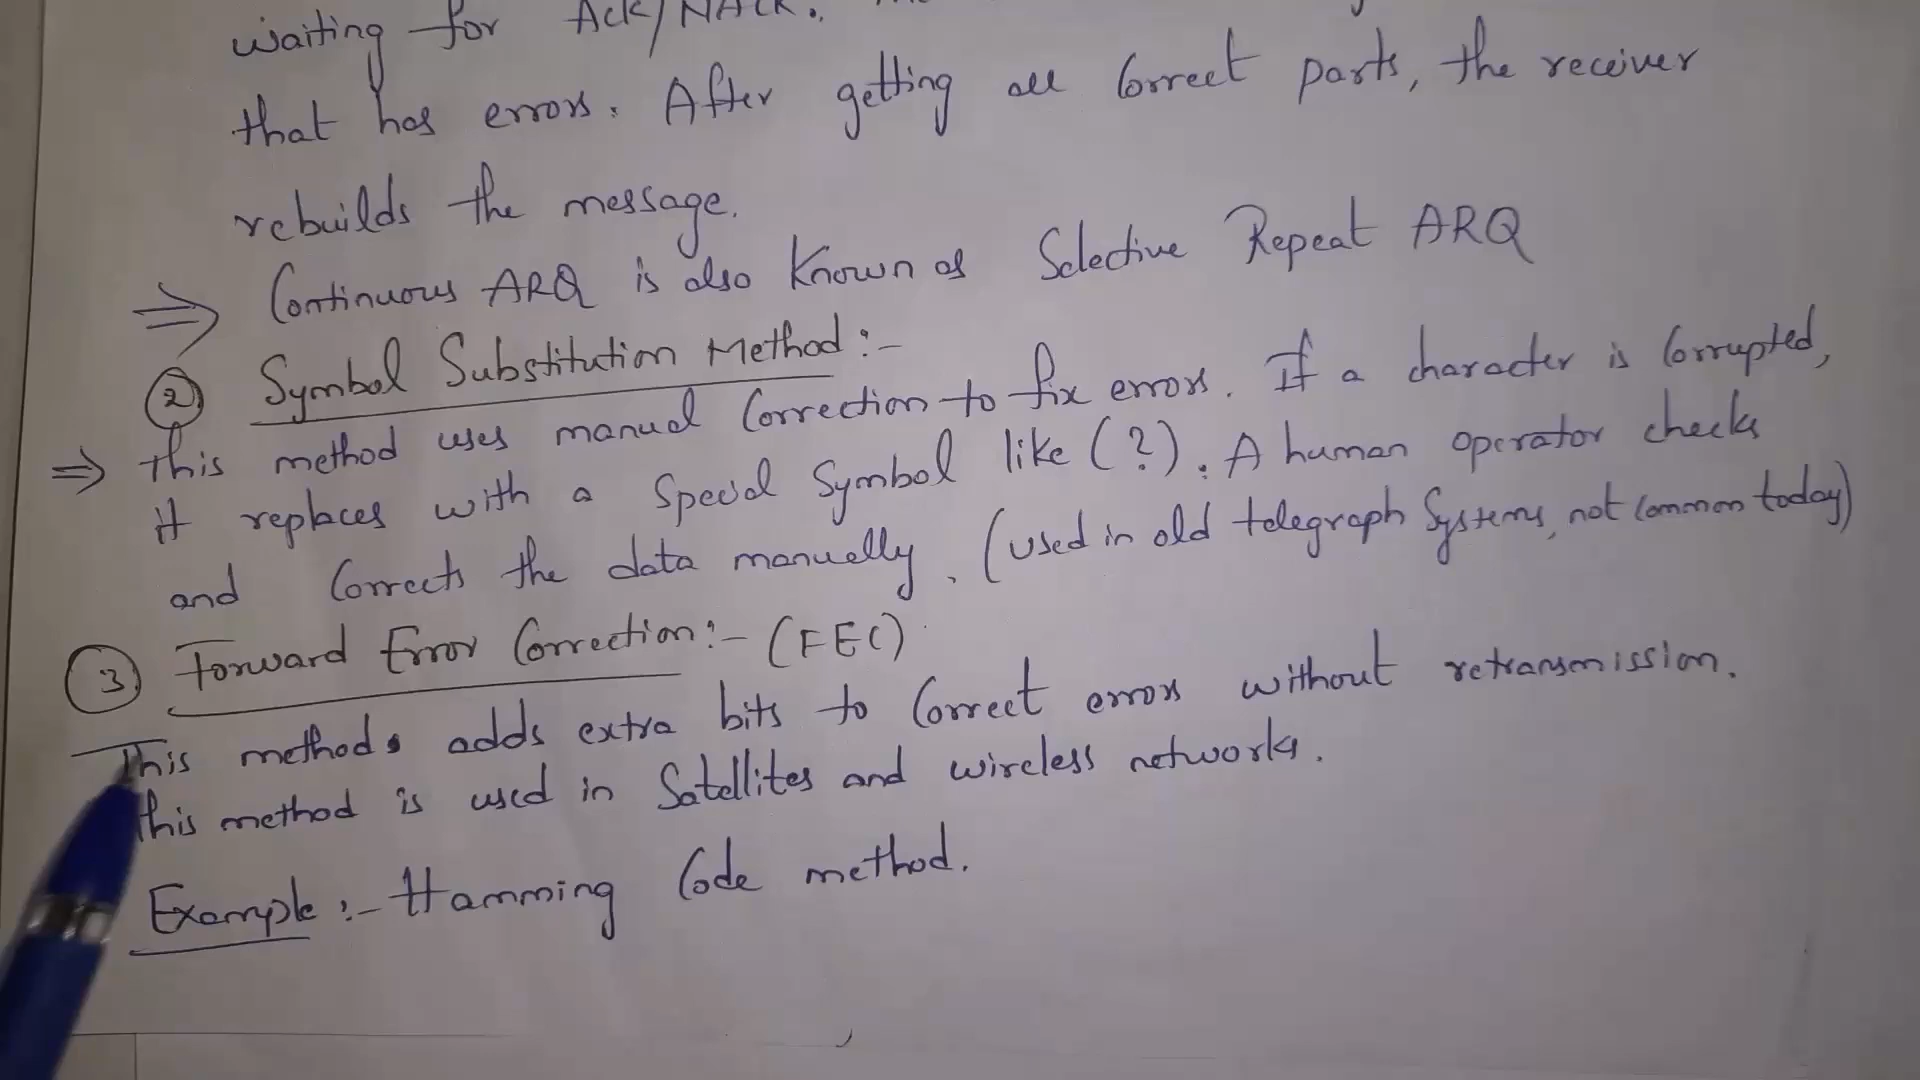 waiting for Ack/NACK.
that has errors. After getting all Correct parts, the receiver
rebuilds the message.
⇒ Continuous ARQ is also Known as Selective Repeat ARQ
② Symbol Substitution Method :-
⇒ This method uses manual Correction to fix errors. If a character is Corrupted,
it replaces with a Special Symbol like (?). A human operator checks
and Corrects the data manually. (used in old telegraph Systems, not common today)
③ Forward Error Correction :- (FEC)
This methods adds extra bits to Correct errors without retransmission.
this method is used in Satellites and wireless networks.
Example :- Hamming Code method.